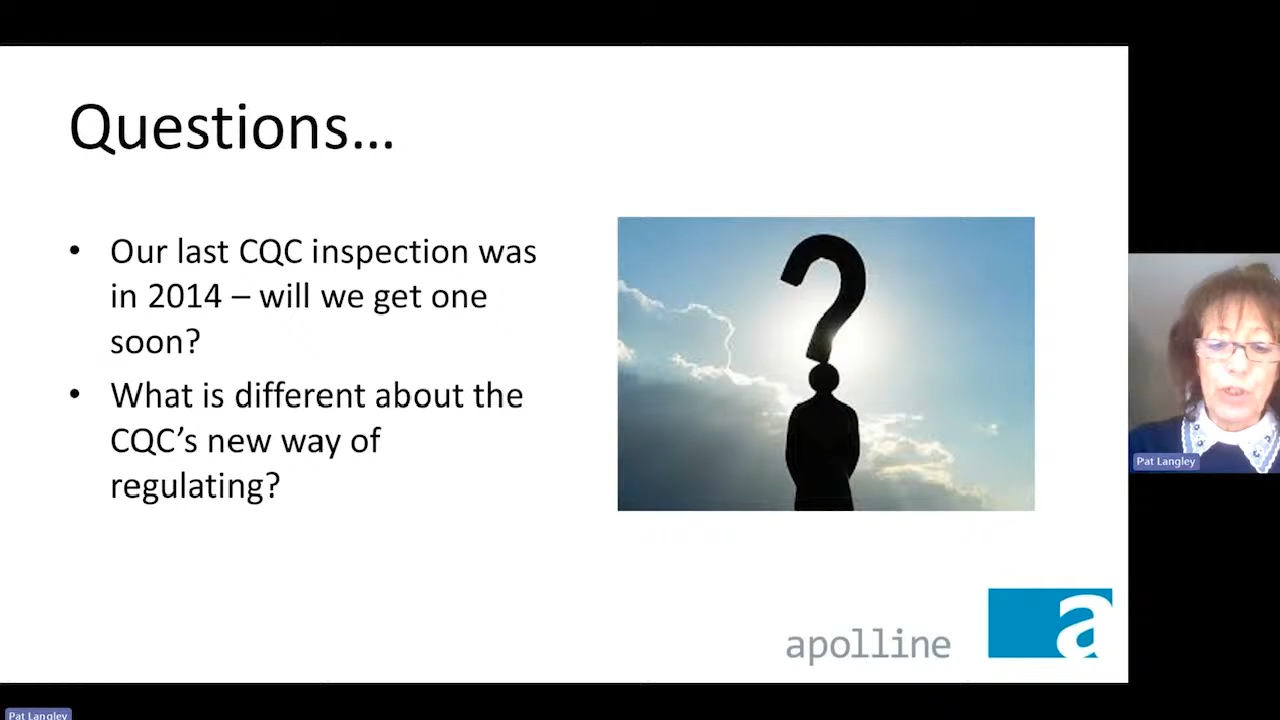 Questions...
• Our last CQC inspection was
in 2014 – will we get one
soon?
• What is different about the
CQC’s new way of
regulating?
apolline
a
Pat Langley
Pat Langley